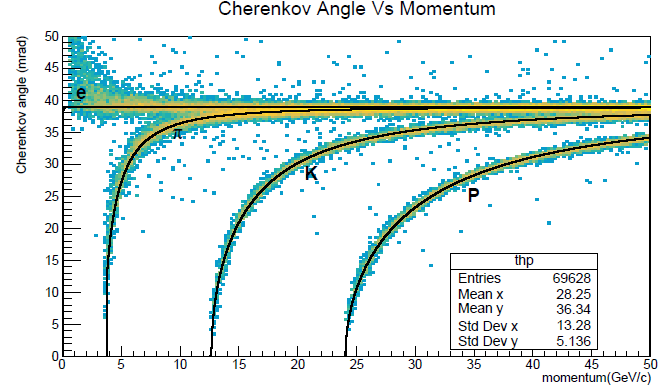 Cherenkov Angle Vs Momentum
Cherenkov angle (mrad)
50
45
40
35
30
25
20
15
10
5
0
e
π
K
P
thp
Entries 69628
Mean x 28.25
Mean y 36.34
Std Dev x 13.28
Std Dev y 5.136
0 5 10 15 20 25 30 35 40 45 50
momentum(GeV/c)